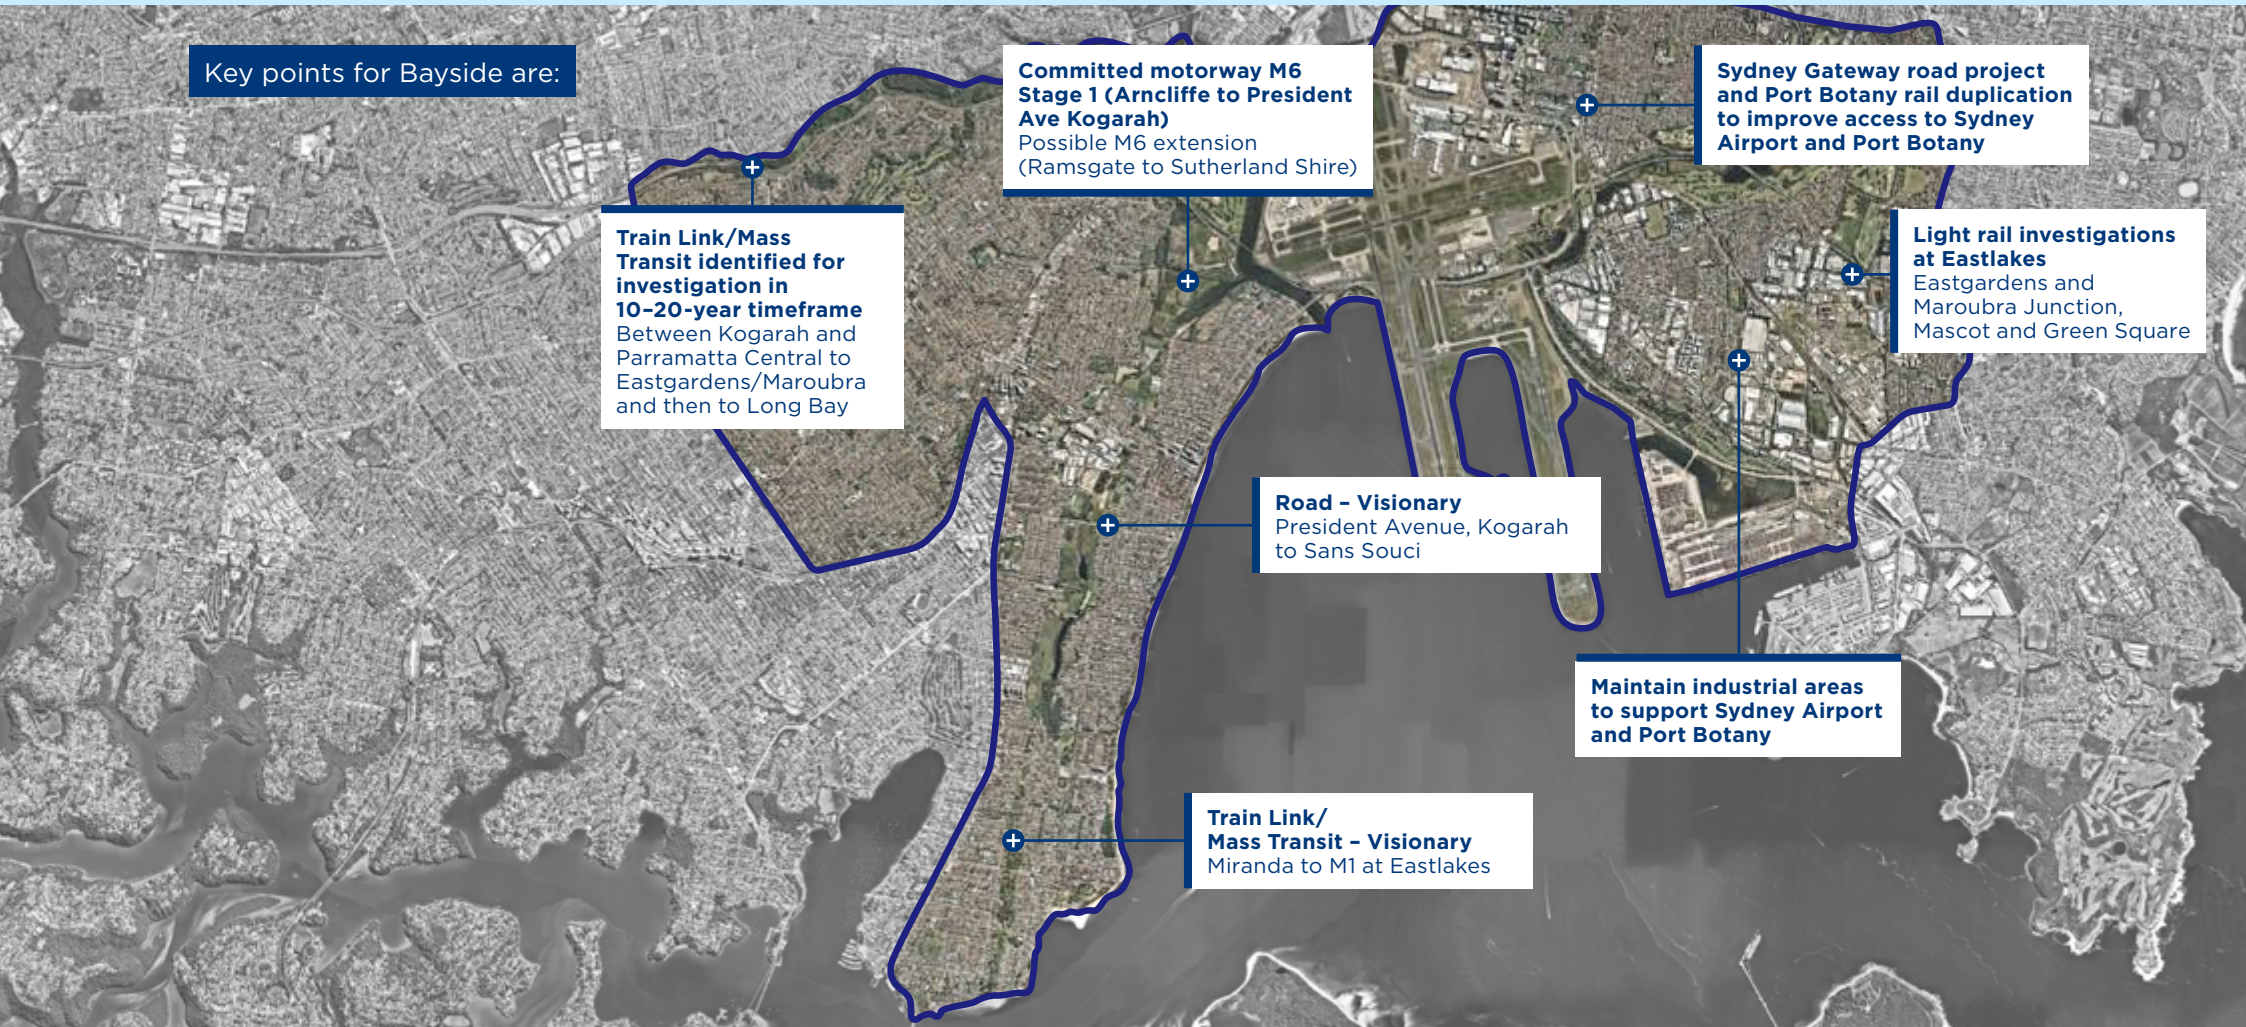 Key points for Bayside are:
Committed motorway M6
Stage 1 (Arncliffe to President
Ave Kogarah)
Possible M6 extension
(Ramsgate to Sutherland Shire)
Sydney Gateway road project
and Port Botany rail duplication
to improve access to Sydney
Airport and Port Botany
Train Link/Mass
Transit identified for
investigation in
10–20-year timeframe
Between Kogarah and
Parramatta Central to
Eastgardens/Maroubra
and then to Long Bay
Light rail investigations
at Eastlakes
Eastgardens and
Maroubra Junction,
Mascot and Green Square
Road – Visionary
President Avenue, Kogarah
to Sans Souci
Maintain industrial areas
to support Sydney Airport
and Port Botany
Train Link/
Mass Transit – Visionary
Miranda to M1 at Eastlakes